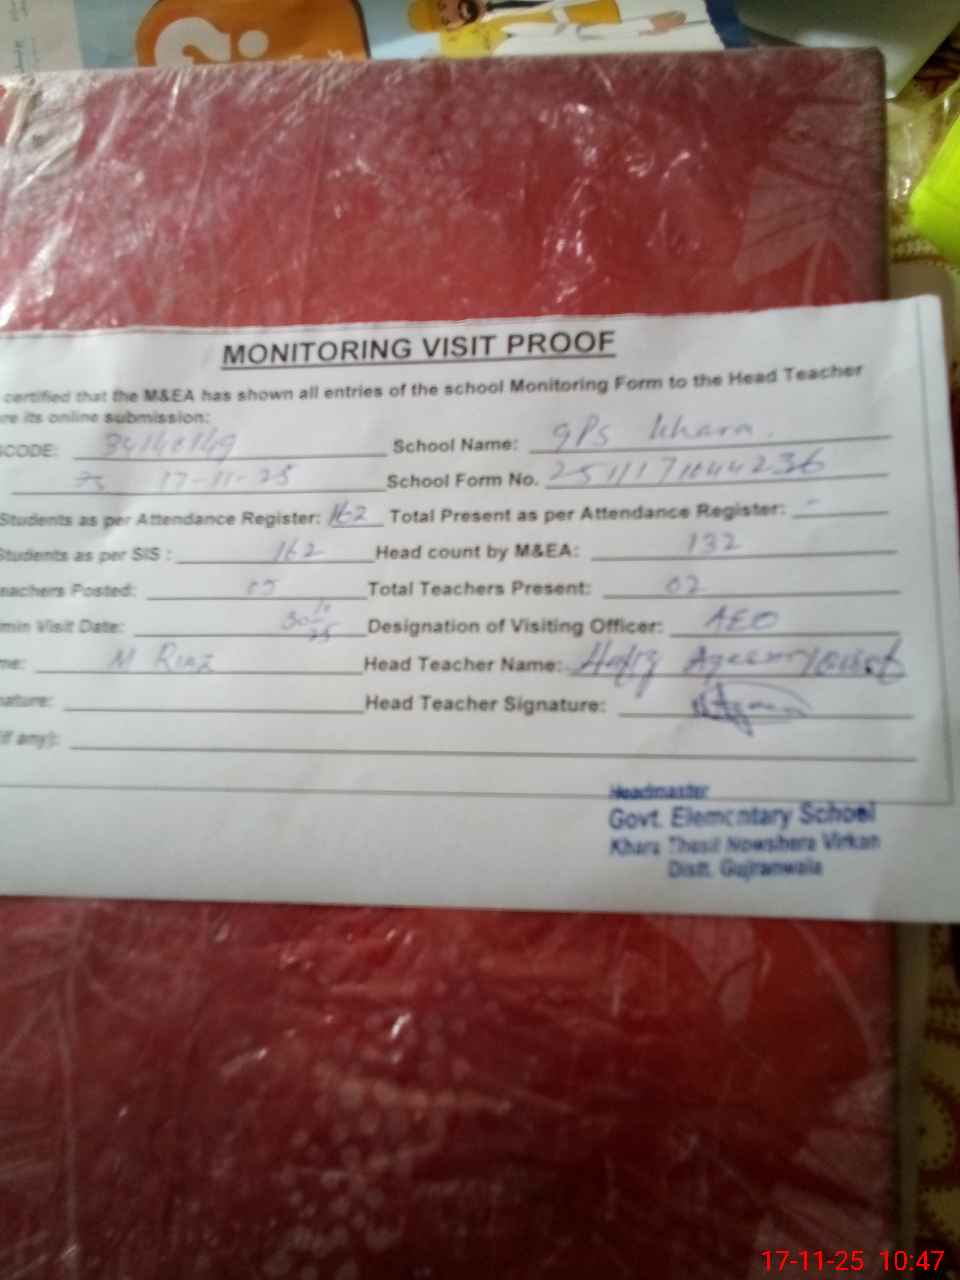 MONITORING VISIT PROOF
certified that the M&EA has shown all entries of the school Monitoring Form to the Head Teacher
re its online submission:
CODE: School Name: GPS Khara.
17-11-25 School Form No. 251117104236
Students as per Attendance Register: 162 Total Present as per Attendance Register: -
Students as per SIS : 162 Head count by M&EA: 132
eachers Posted: 05 Total Teachers Present: 02
min Visit Date: Designation of Visiting Officer: AEO
me: M Riaz Head Teacher Name:
nature: Head Teacher Signature:
if any):
Headmaster
Govt. Elementary School
Khara Thesil Nowshera Virkan
Distt. Gujranwala
17-11-25 10:47